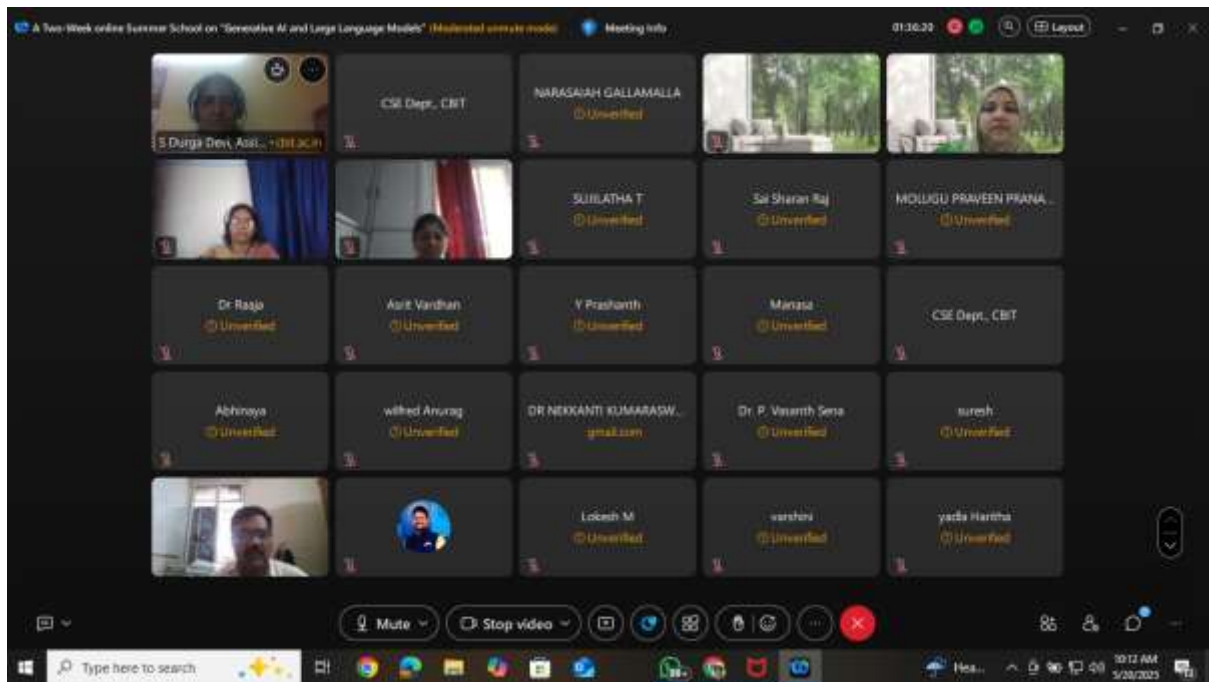 A Two-Week online Summer School on "Generative AI and Large Language Models" (Moderated unmute mode) Meeting Info 01:36:20 Layout
S Durga Devi, Assi... • cbit.ac.in
CSE Dept., CBIT
NARASAIAH GALLAMALLA
Unverified
SUJILATHA T
Unverified
Sai Sharan Raj
Unverified
MOLUGU PRAVEEN PRANA...
Unverified
Dr Raaja
Unverified
Asrit Vardhan
Unverified
Y Prashanth
Unverified
Manasa
Unverified
CSE Dept., CBIT
Abhinaya
Unverified
wilfred Anurag
Unverified
DR NEKKANTI KUMARASW...
gmail.com
Dr. P. Vasanth Sena
Unverified
suresh
Unverified
Lokesh M
Unverified
varshini
Unverified
yadla Haritha
Unverified
Mute Stop video
Type here to search
Hea...
10:12 AM
5/20/2025